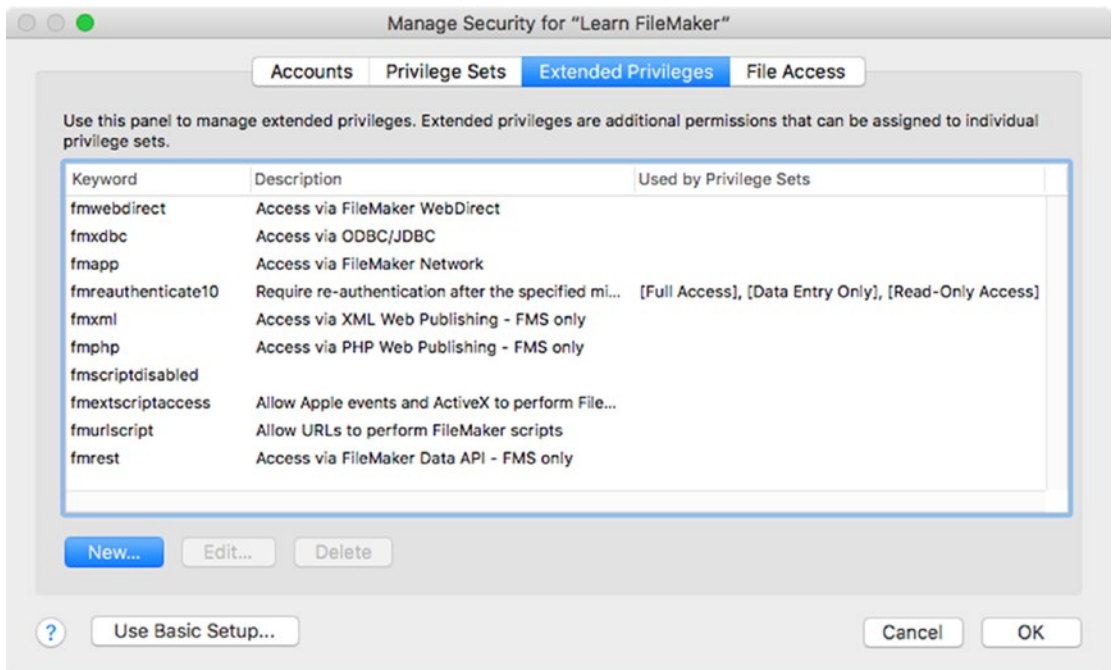 Manage Security for “Learn FileMaker“
Accounts Privilege Sets Extended Privileges File Access
Use this panel to manage extended privileges. Extended privileges are additional permissions that can be assigned to individual
privilege sets.
Keyword Description Used by Privilege Sets
fmwebdirect Access via FileMaker WebDirect
fmxdbc Access via ODBC/JDBC
fmapp Access via FileMaker Network
fmreauthenticate10 Require re-authentication after the specified mi... [Full Access], [Data Entry Only], [Read-Only Access]
fmxml Access via XML Web Publishing - FMS only
fmphp Access via PHP Web Publishing - FMS only
fmscriptdisabled
fmextscriptaccess Allow Apple events and ActiveX to perform File...
fmurlscript Allow URLs to perform FileMaker scripts
fmrest Access via FileMaker Data API - FMS only
New... Edit... Delete
? Use Basic Setup... Cancel OK